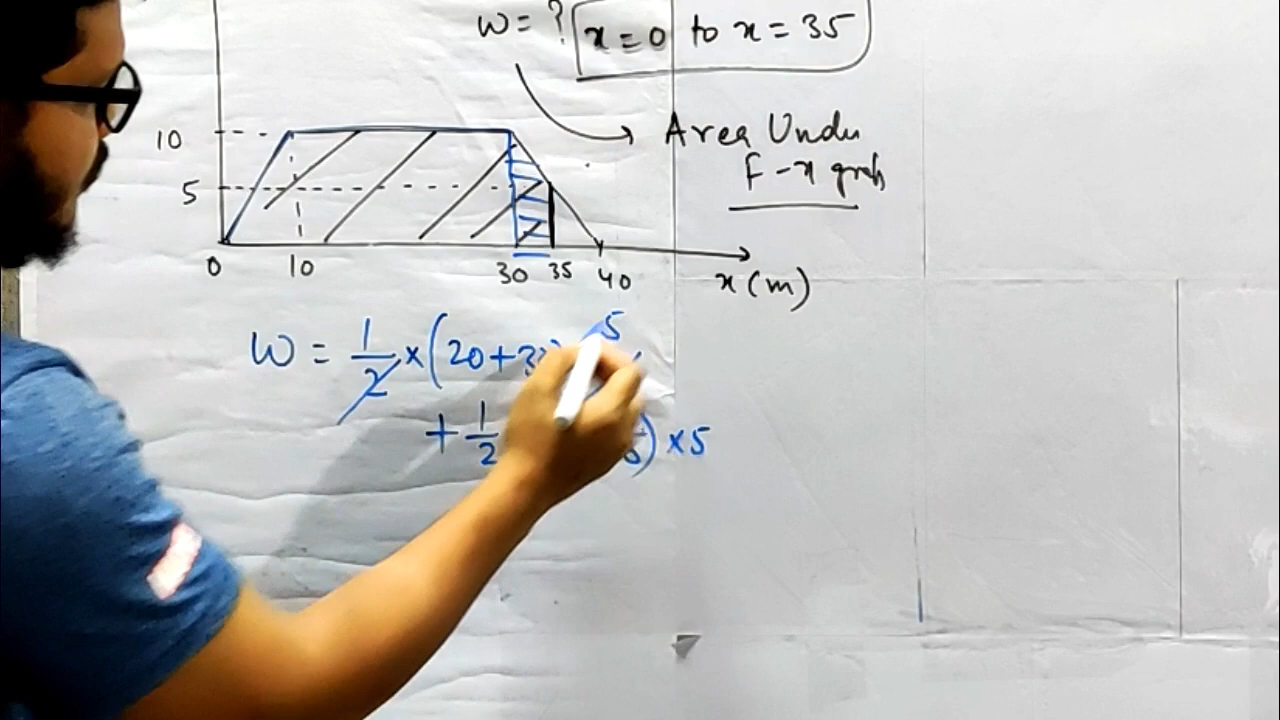 W = ? x = 0 to x = 35
Area Under
F - x graph
10
5
0 10 30 35 40 x (m)
5
W = 1/2 × (20 + 3
+ 1/2 ) × 5